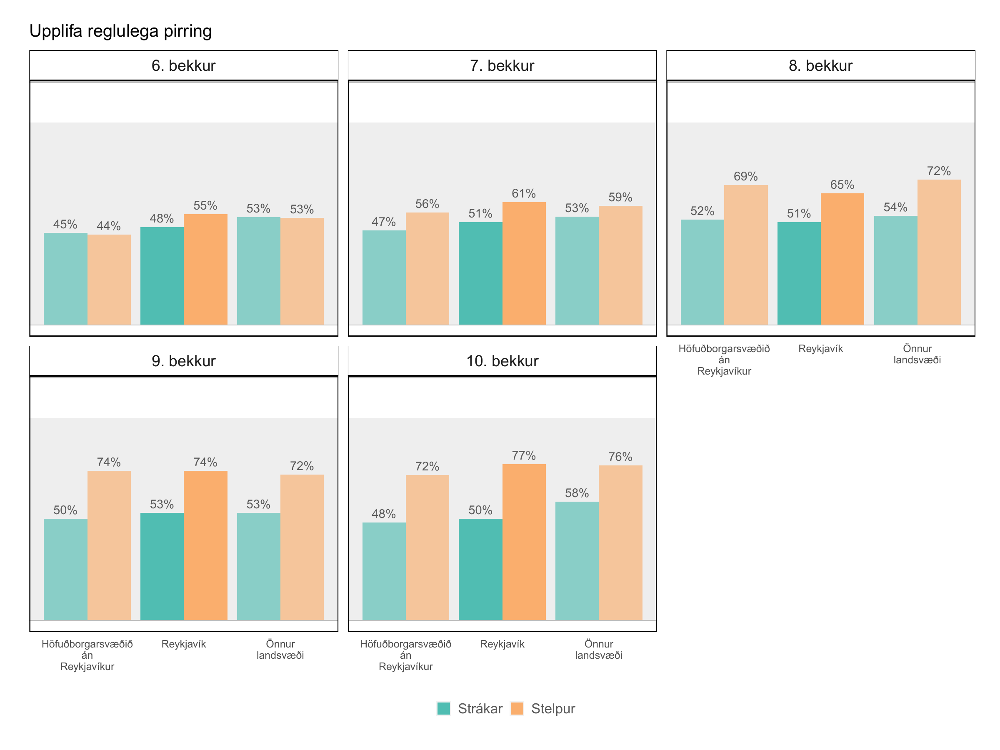 Upplifa reglulega pirring
6. bekkur
45% 44% 48% 55% 53% 53%
7. bekkur
47% 56% 51% 61% 53% 59%
8. bekkur
52% 69% 51% 65% 54% 72%
Höfuðborgarsvæðið Reykjavík Önnur
án landsvæði
Reykjavíkur
9. bekkur
50% 74% 53% 74% 53% 72%
Höfuðborgarsvæðið Reykjavík Önnur
án landsvæði
Reykjavíkur
10. bekkur
48% 72% 50% 77% 58% 76%
Höfuðborgarsvæðið Reykjavík Önnur
án landsvæði
Reykjavíkur
Strákar Stelpur